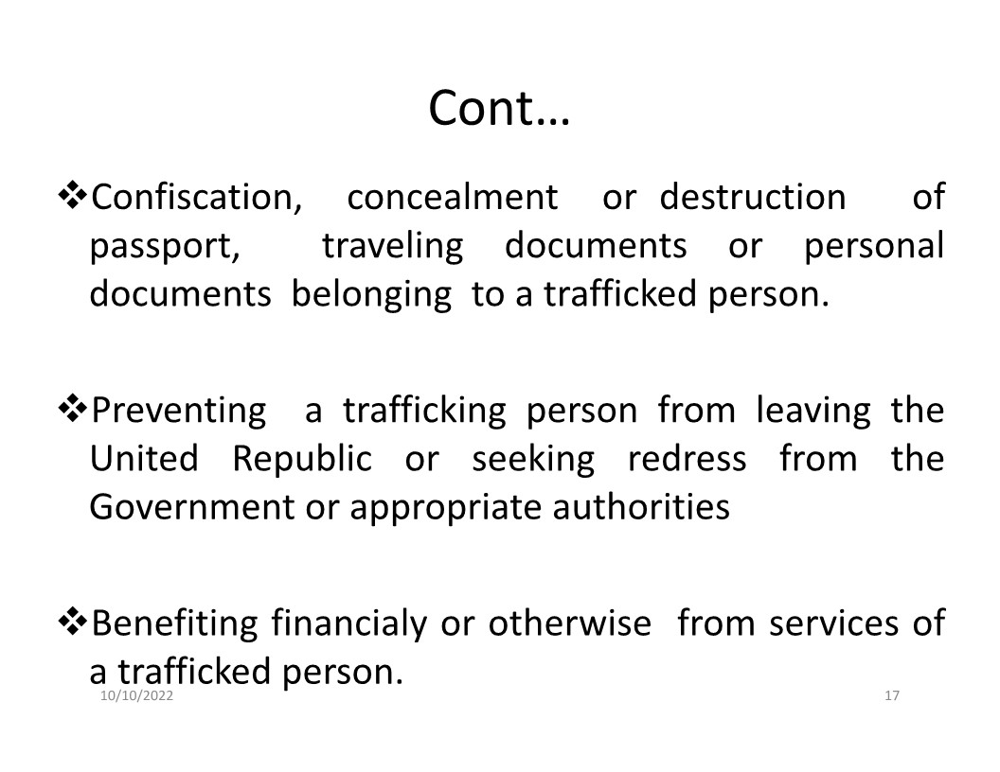 Cont…
❖Confiscation, concealment or destruction of
passport, traveling documents or personal
documents belonging to a trafficked person.
❖Preventing a trafficking person from leaving the
United Republic or seeking redress from the
Government or appropriate authorities
❖Benefiting financialy or otherwise from services of
a trafficked person.
10/10/2022
17